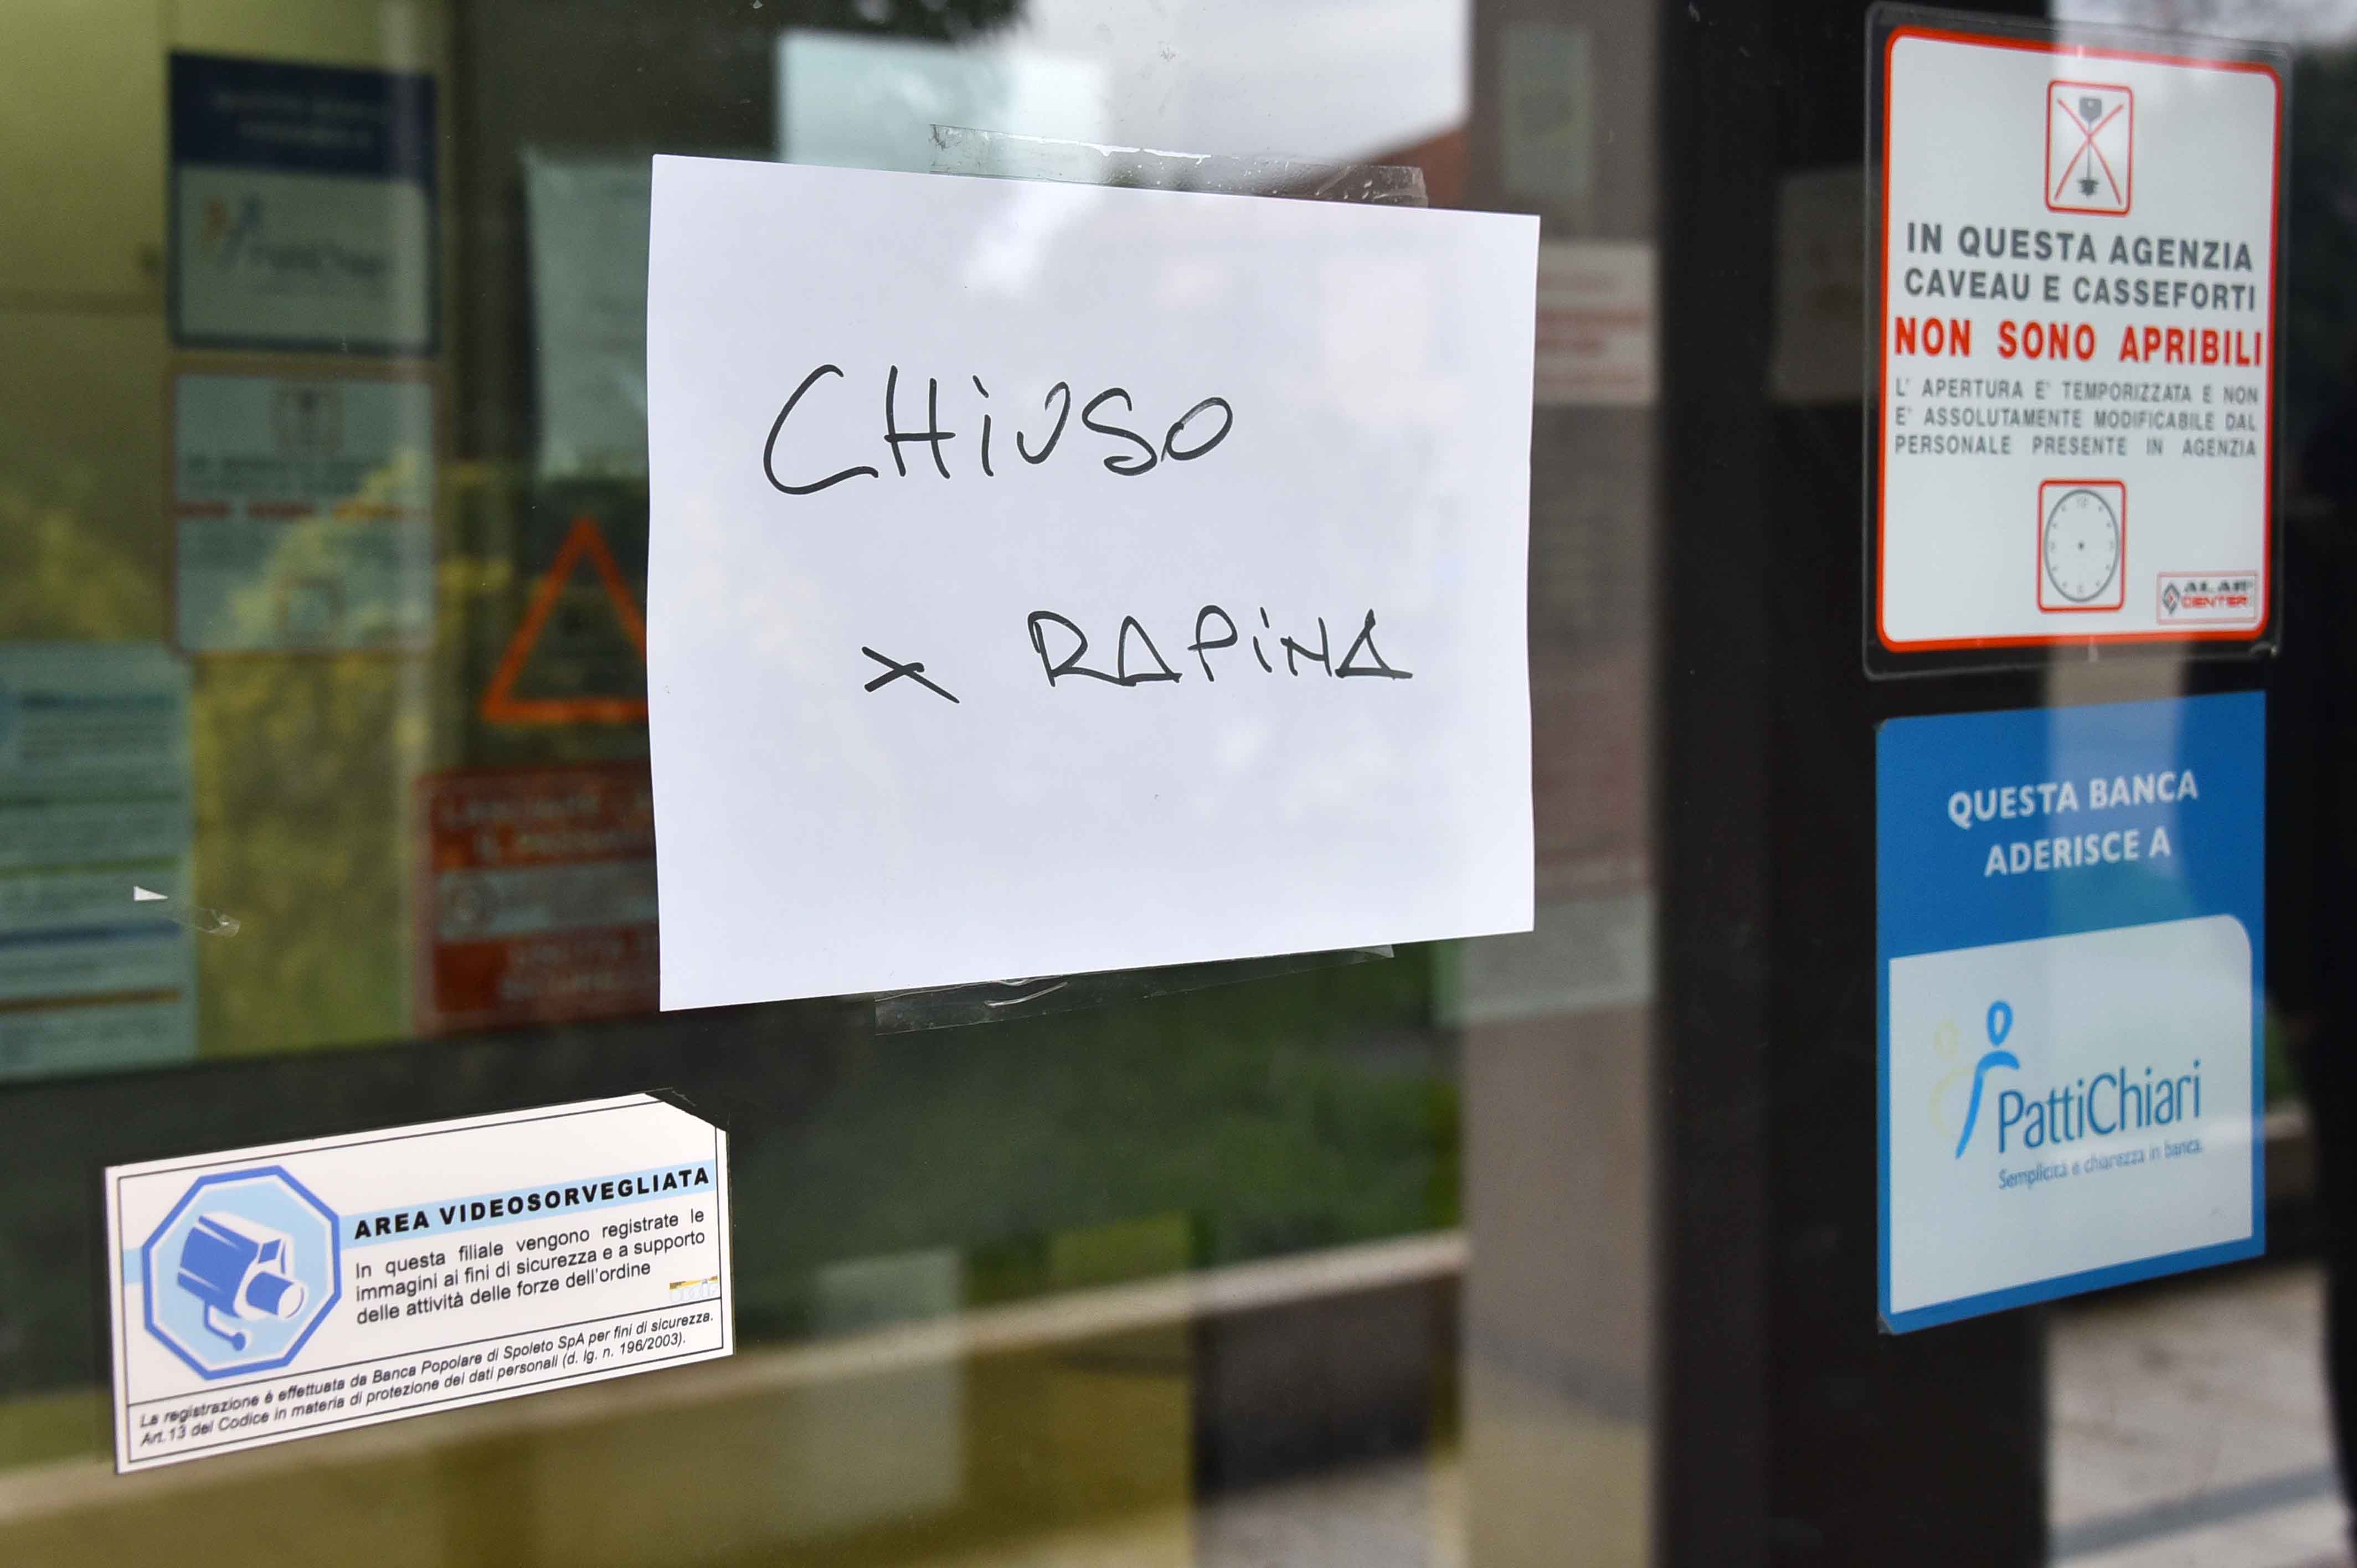 CHiUSO
x RAPiNA
IN QUESTA AGENZIA
CAVEAU E CASSEFORTI
NON SONO APRIBILI
L' APERTURA E' TEMPORIZZATA E NON
E' ASSOLUTAMENTE MODIFICABILE DAL
PERSONALE PRESENTE IN AGENZIA
ALAR
CENTER
QUESTA BANCA
ADERISCE A
PattiChiari
Semplicità e chiarezza in banca.
AREA VIDEOSORVEGLIATA
In questa filiale vengono registrate le
immagini ai fini di sicurezza e a supporto
delle attività delle forze dell'ordine
La registrazione è effettuata da Banca Popolare di Spoleto SpA per fini di sicurezza.
Art. 13 del Codice in materia di protezione dei dati personali (d. lg. n. 196/2003).